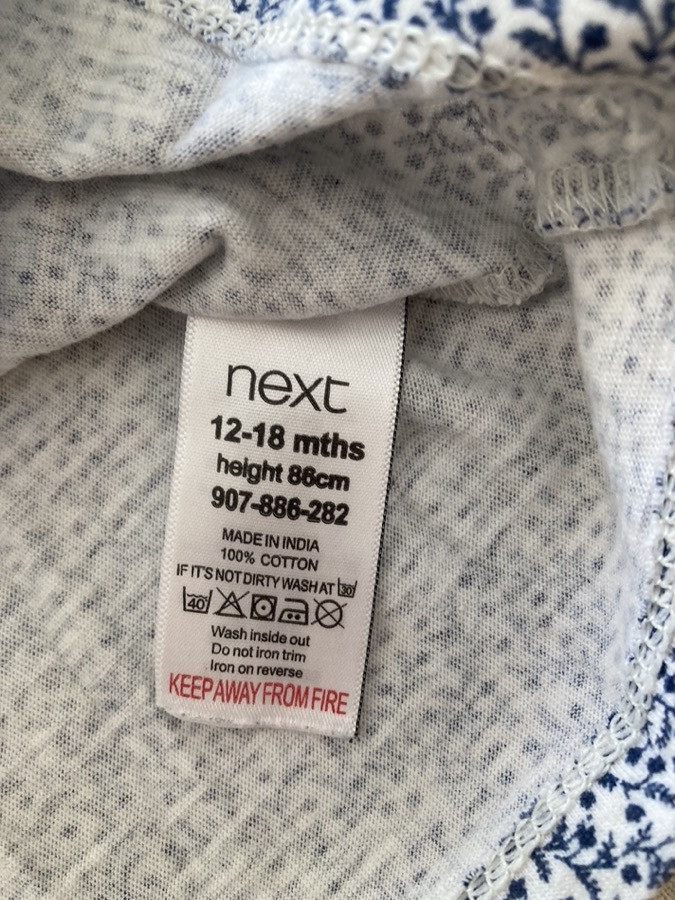 next
12-18 mths
height 86cm
907-886-282
MADE IN INDIA
100% COTTON
IF IT'S NOT DIRTY WASH AT 30
40
Wash inside out
Do not iron trim
Iron on reverse
KEEP AWAY FROM FIRE